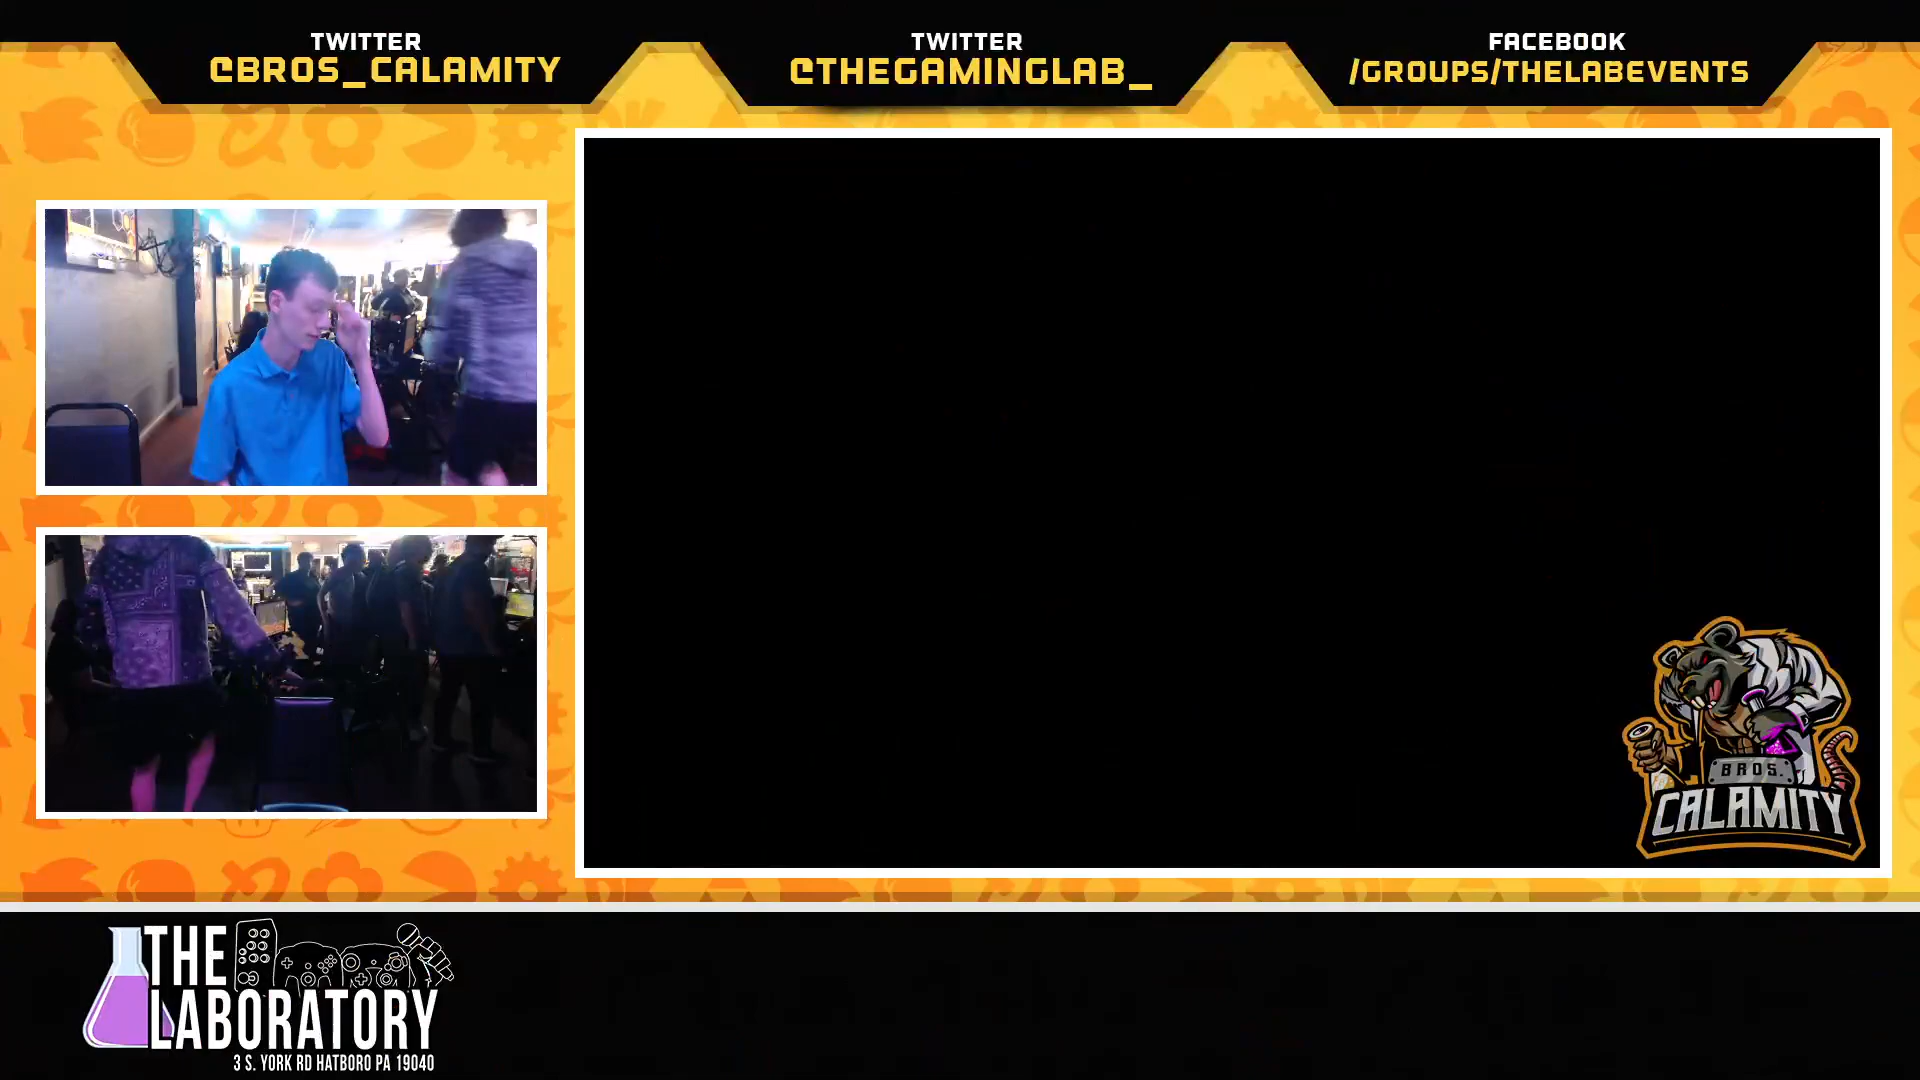 TWITTER
@BROS_CALAMITY
TWITTER
@THEGAMINGLAB_
FACEBOOK
/GROUPS/THELABEVENTS
BROS.
CALAMITY
THE
LABORATORY
3 S. YORK RD HATBORO PA 19040